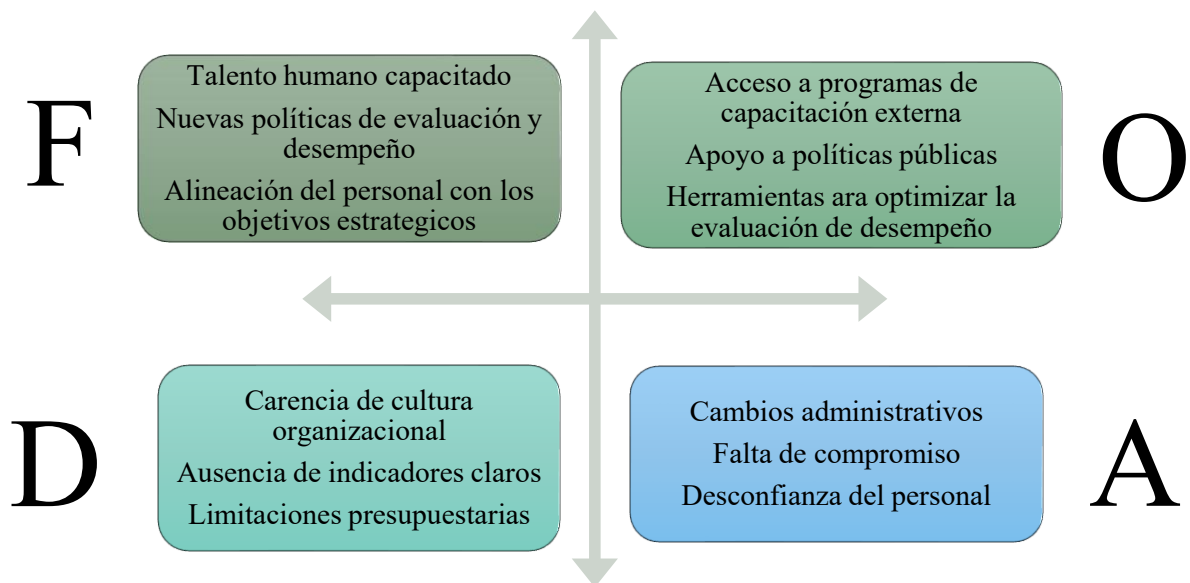 F
Talento humano capacitado
Nuevas políticas de evaluación y
desempeño
Alineación del personal con los
objetivos estrategicos
Acceso a programas de
capacitación externa
Apoyo a políticas públicas
Herramientas ara optimizar la
evaluación de desempeño
O
D
Carencia de cultura
organizacional
Ausencia de indicadores claros
Limitaciones presupuestarias
Cambios administrativos
Falta de compromiso
Desconfianza del personal
A